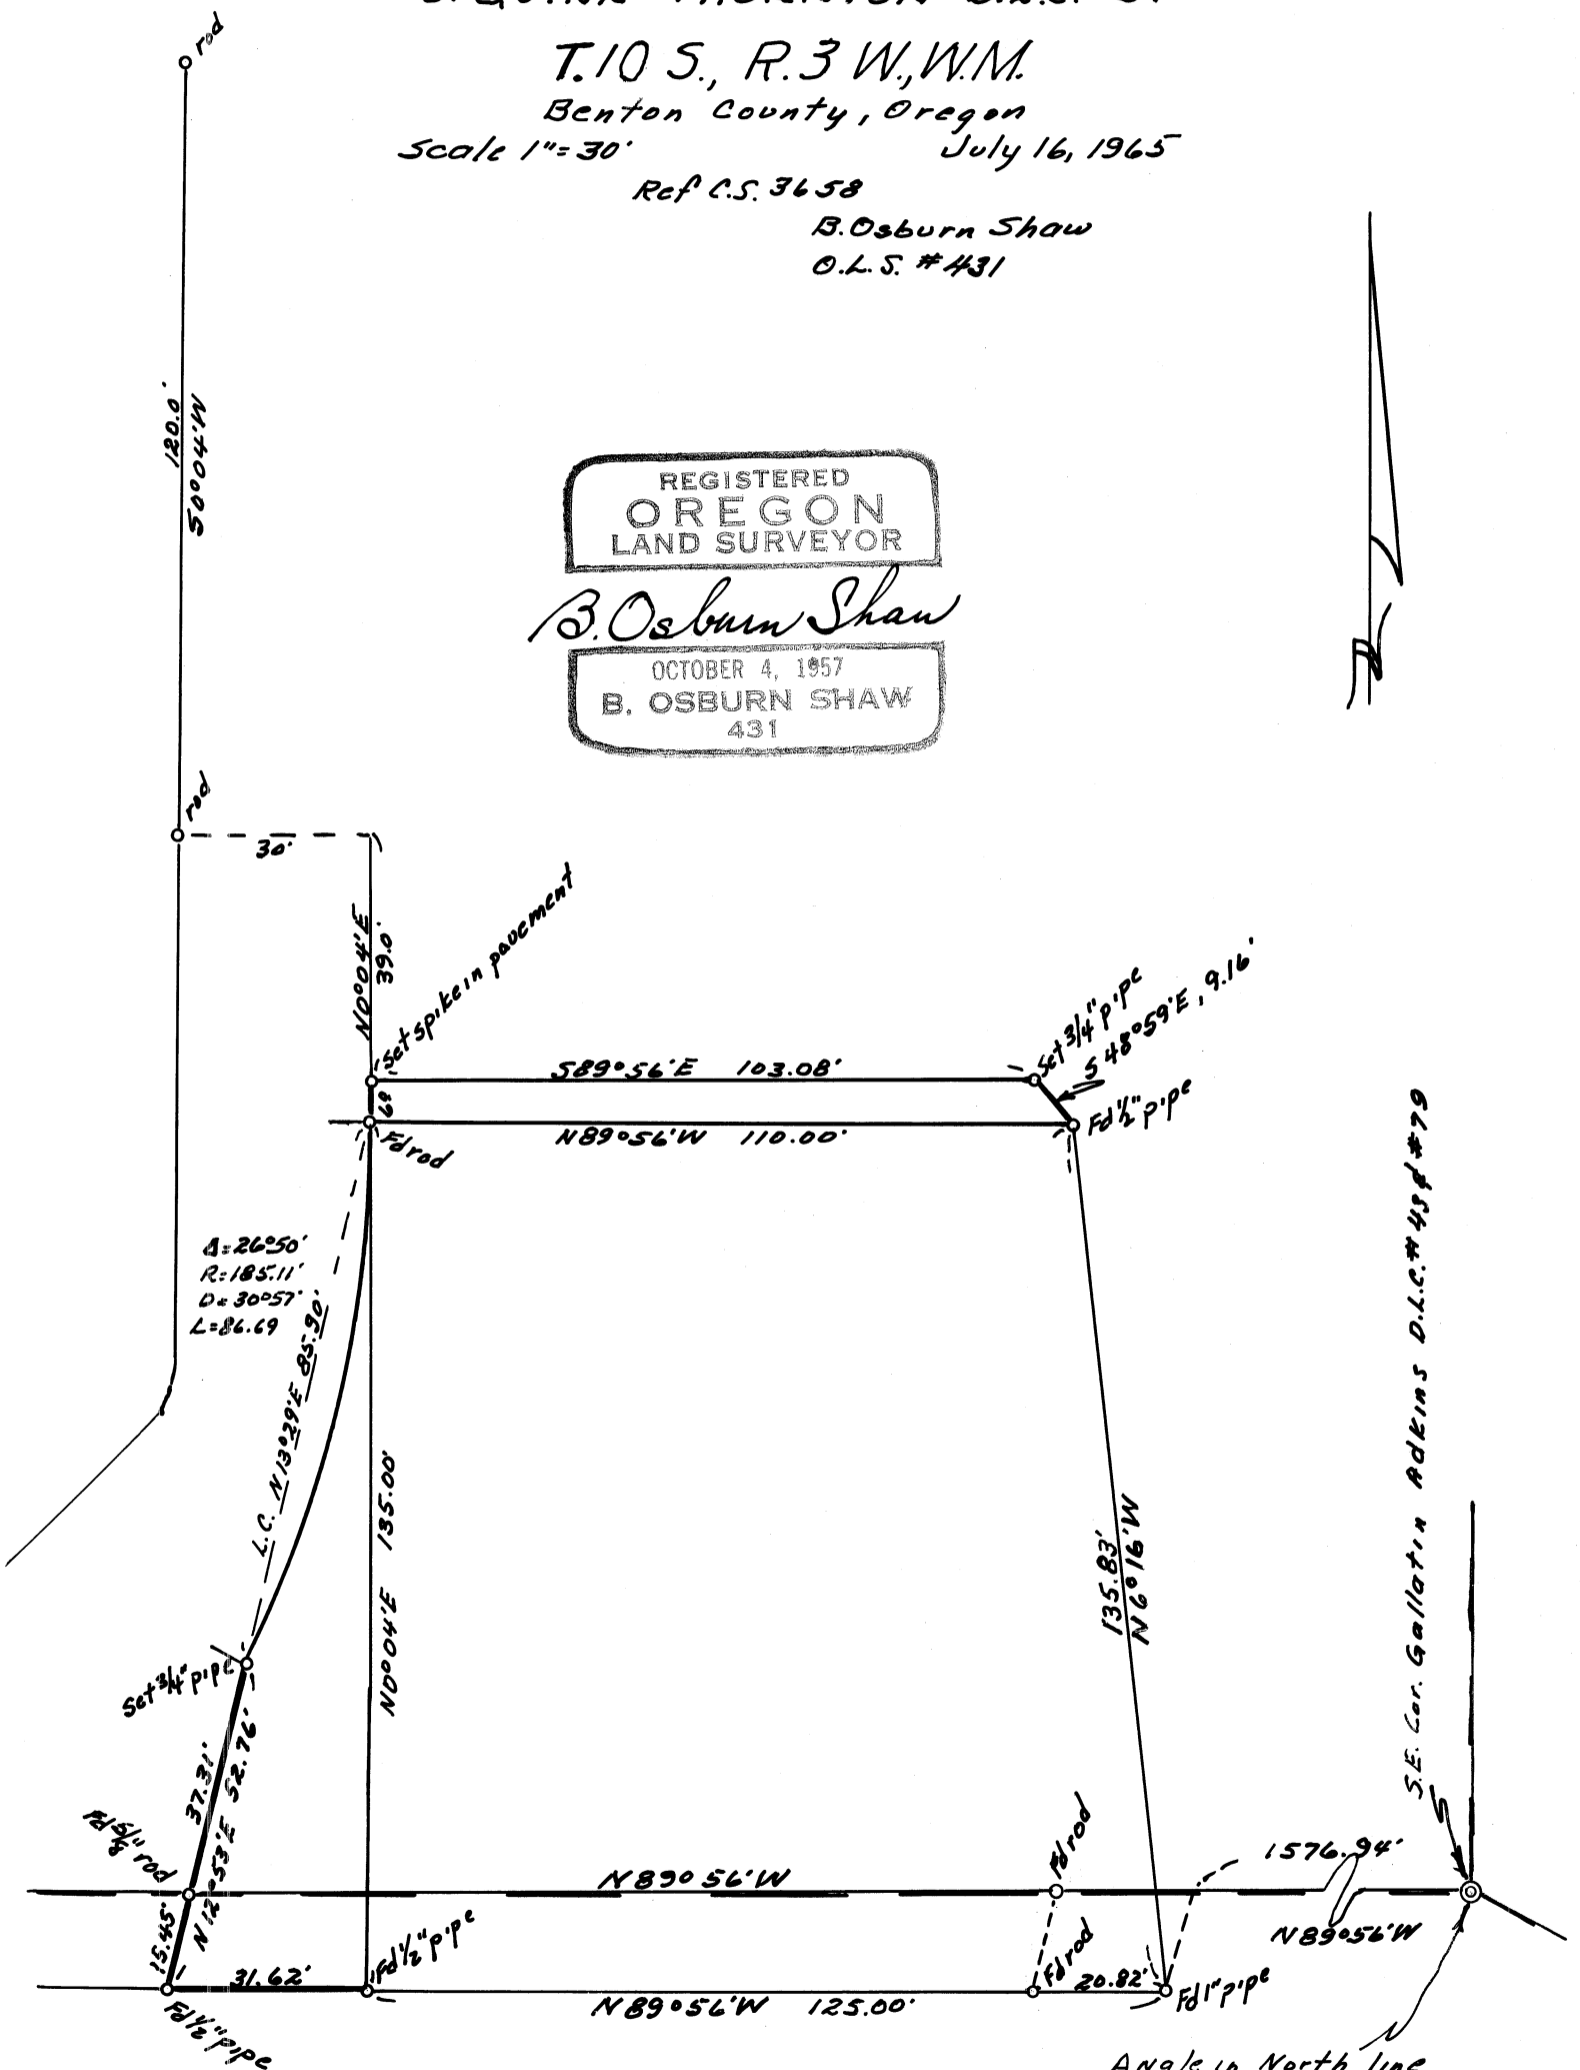 T.10 S., R.3 W., W.M.
Benton County, Oregon
Scale 1"=30' July 16, 1965
Ref C.S. 3658
B. Osburn Shaw
O.L.S. #431
rod
120.0'
S0°04'W
REGISTERED
OREGON
LAND SURVEYOR
B. Osburn Shaw
OCTOBER 4, 1957
B. OSBURN SHAW
431
rod
30'
N0°04'E
39.0'
Set spike in pavement
Set 3/4" pipe
S 48°59'E, 9.16'
S89°56'E 103.08'
Fd 1/2" pipe
N89°56'W 110.00'
Fd rod
Δ=26°50'
R=185.11'
D=30°57'
L=86.69
L.C. N13°29'E 85.90'
N0°04'E 135.00'
135.83'
N6°16'W
S.E. Cor. Gallatin Adkins D.L.C. # 49 & #79
Set 3/4" pipe
37.31'
N12°53'E 52.76'
Fd 5/8" rod
15.45'
N89°56'W
Fd rod
1576.94'
N89°56'W
31.62'
Fd 1/2" pipe
Fd 1/2" pipe
N89°56'W 125.00'
Fd rod
20.82'
Fd 1" pipe
Angle in North line